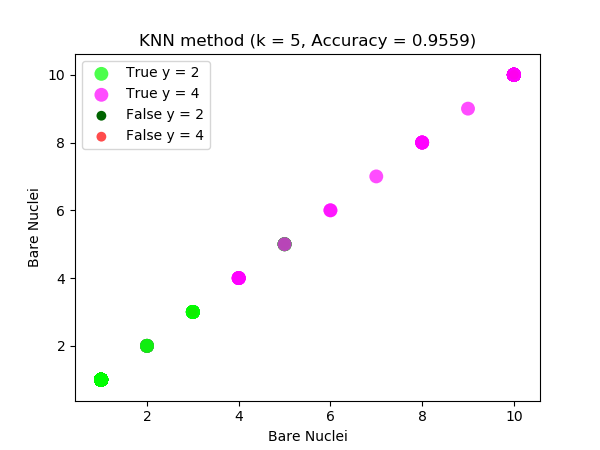 KNN method (k = 5, Accuracy = 0.9559)
True y = 2
True y = 4
False y = 2
False y = 4
10
8
6
4
2
Bare Nuclei
2 4 6 8 10
Bare Nuclei